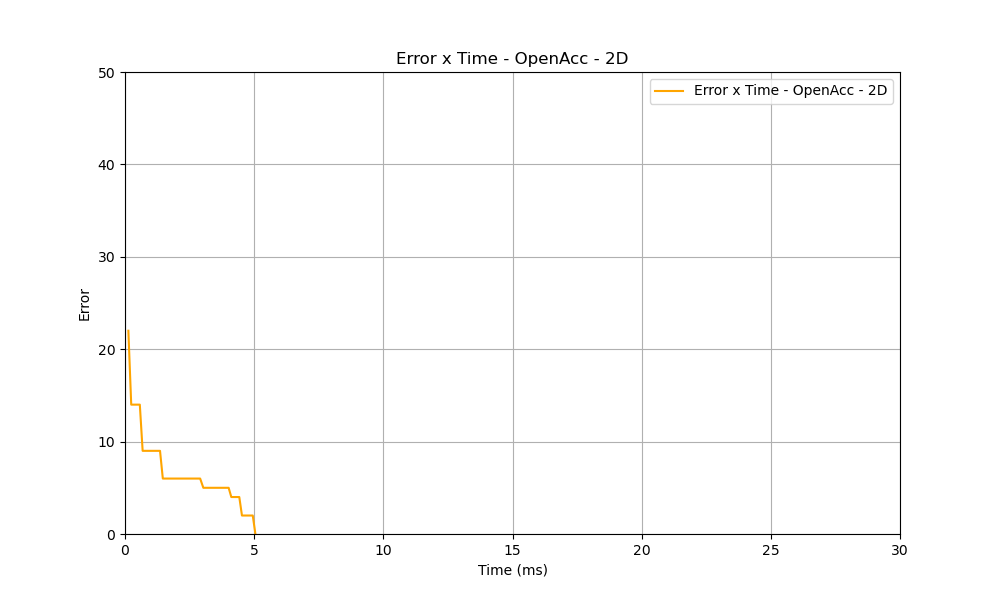 Error x Time - OpenAcc - 2D
Error x Time - OpenAcc - 2D
50
40
30
20
10
0
Error
0 5 10 15 20 25 30
Time (ms)